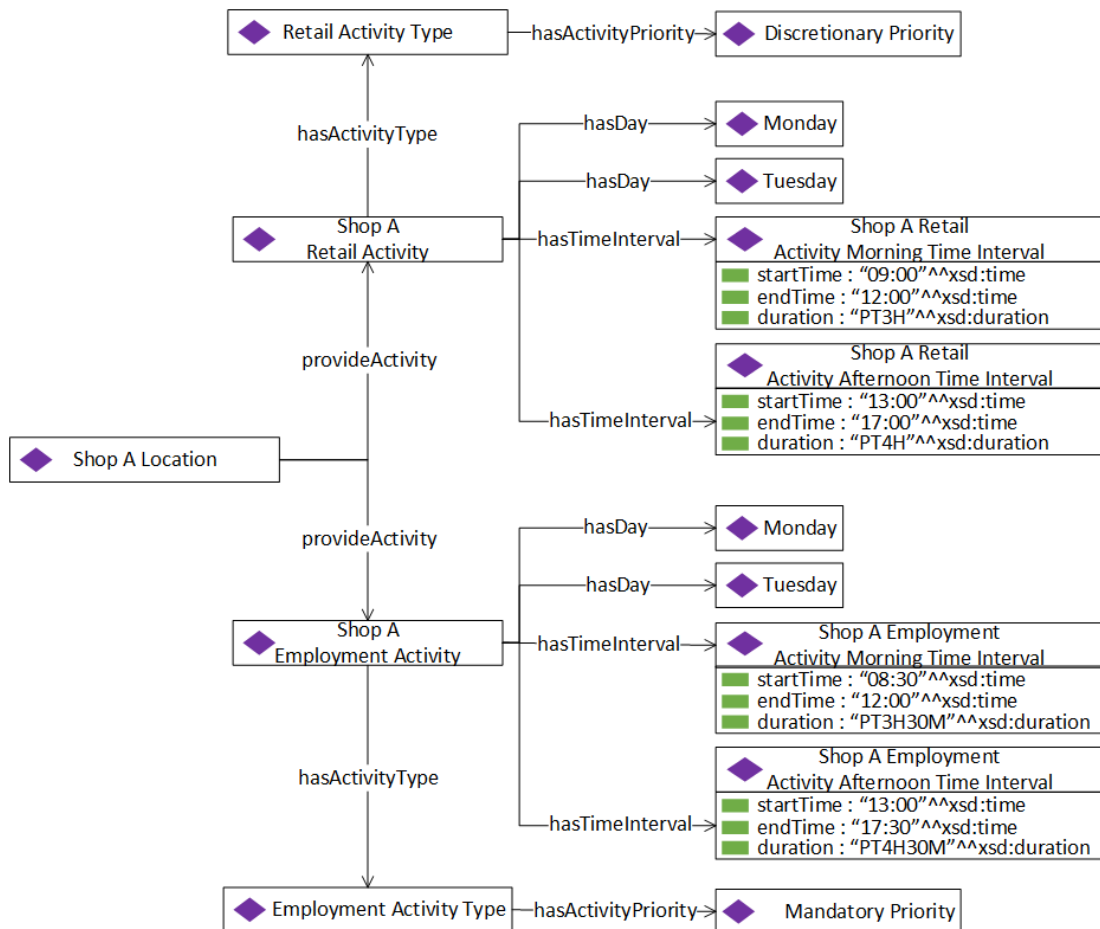 Retail Activity Type
hasActivityPriority
Discretionary Priority
hasActivityType
hasDay
Monday
hasDay
Tuesday
Shop A
Retail Activity
hasTimeInterval
Shop A Retail
Activity Morning Time Interval
startTime : “09:00”^^xsd:time
endTime : “12:00”^^xsd:time
duration : “PT3H”^^xsd:duration
provideActivity
Shop A Retail
Activity Afternoon Time Interval
hasTimeInterval
startTime : “13:00”^^xsd:time
endTime : “17:00”^^xsd:time
duration : “PT4H”^^xsd:duration
Shop A Location
provideActivity
hasDay
Monday
hasDay
Tuesday
Shop A
Employment Activity
hasTimeInterval
Shop A Employment
Activity Morning Time Interval
startTime : “08:30”^^xsd:time
endTime : “12:00”^^xsd:time
duration : “PT3H30M”^^xsd:duration
hasActivityType
Shop A Employment
Activity Afternoon Time Interval
hasTimeInterval
startTime : “13:00”^^xsd:time
endTime : “17:30”^^xsd:time
duration : “PT4H30M”^^xsd:duration
Employment Activity Type
hasActivityPriority
Mandatory Priority